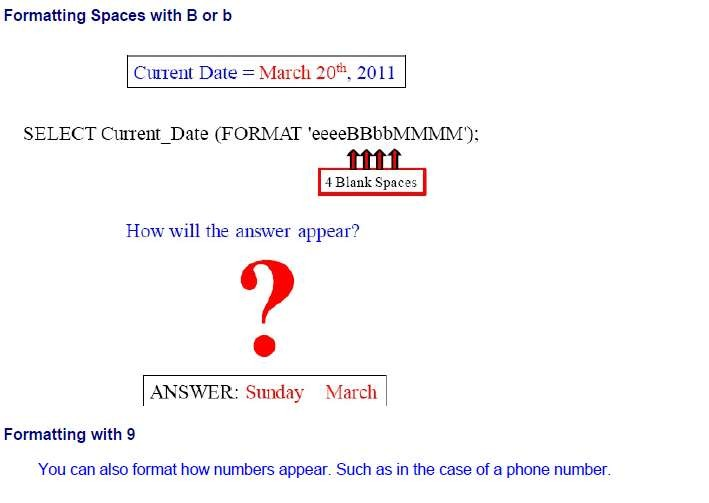 Formatting Spaces with B or b
Current Date = March 20th, 2011
SELECT Current_Date (FORMAT 'eeeeBBbbMMMM');
4 Blank Spaces
How will the answer appear?
?
ANSWER: Sunday    March
Formatting with 9
You can also format how numbers appear. Such as in the case of a phone number.